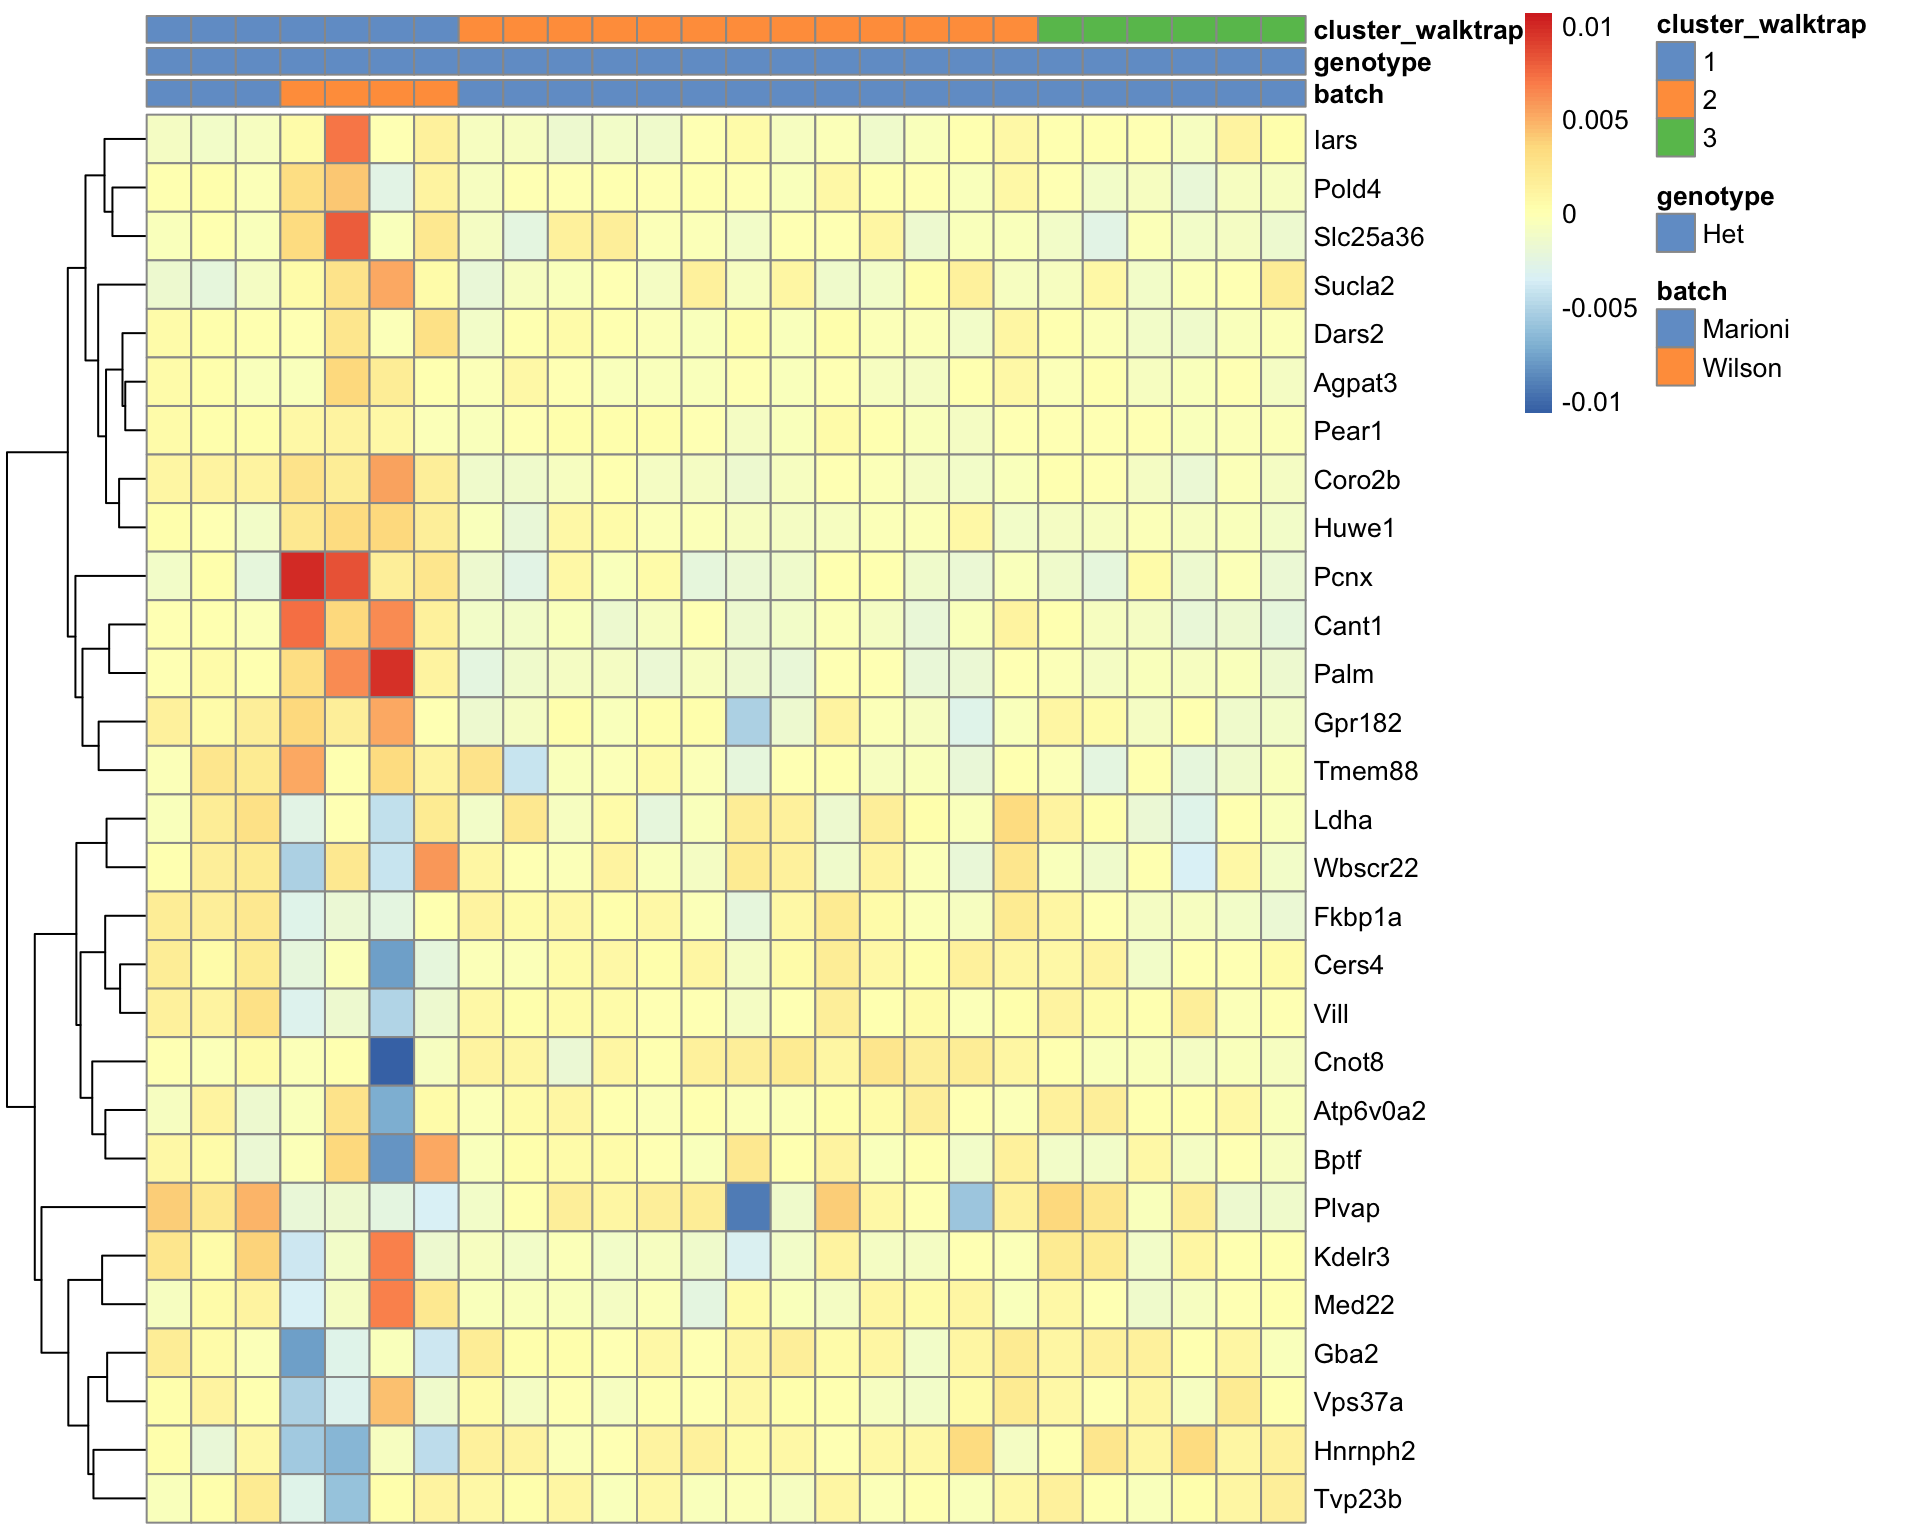 cluster_walktrap
genotype
batch
Iars
Pold4
Slc25a36
Sucla2
Dars2
Agpat3
Pear1
Coro2b
Huwe1
Pcnx
Cant1
Palm
Gpr182
Tmem88
Ldha
Wbscr22
Fkbp1a
Cers4
Vill
Cnot8
Atp6v0a2
Bptf
Plvap
Kdelr3
Med22
Gba2
Vps37a
Hnrnph2
Tvp23b
0.01
0.005
0
-0.005
-0.01
cluster_walktrap
1
2
3
genotype
Het
batch
Marioni
Wilson